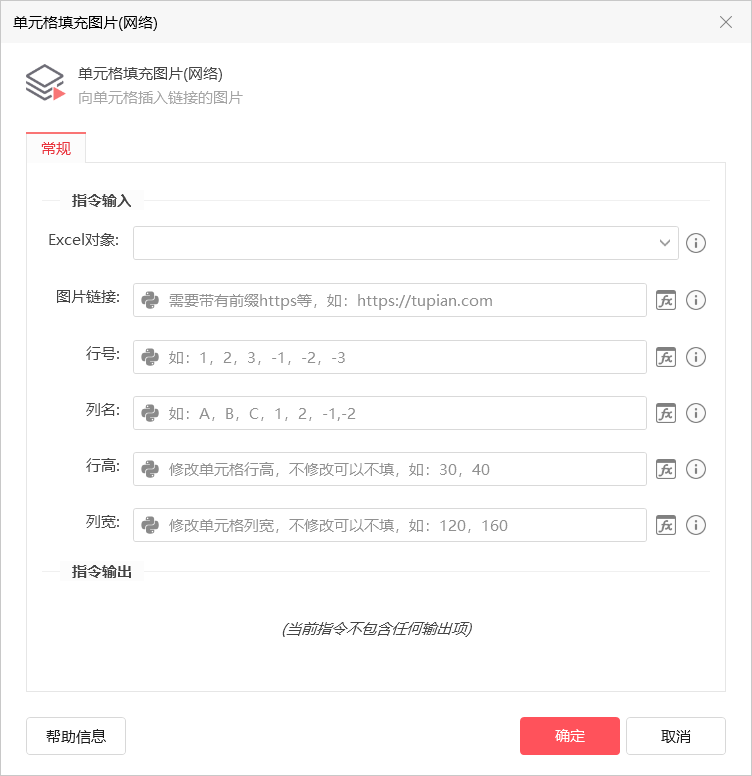 单元格填充图片(网络)
单元格填充图片(网络)
向单元格插入链接的图片
常规
指令输入
Excel对象:
图片链接: 需要带有前缀https等，如：https://tupian.com
行号: 如：1，2，3，-1，-2，-3
列名: 如：A，B，C，1，2，-1,-2
行高: 修改单元格行高，不修改可以不填，如：30，40
列宽: 修改单元格列宽，不修改可以不填，如：120，160
指令输出
(当前指令不包含任何输出项)
帮助信息 确定 取消